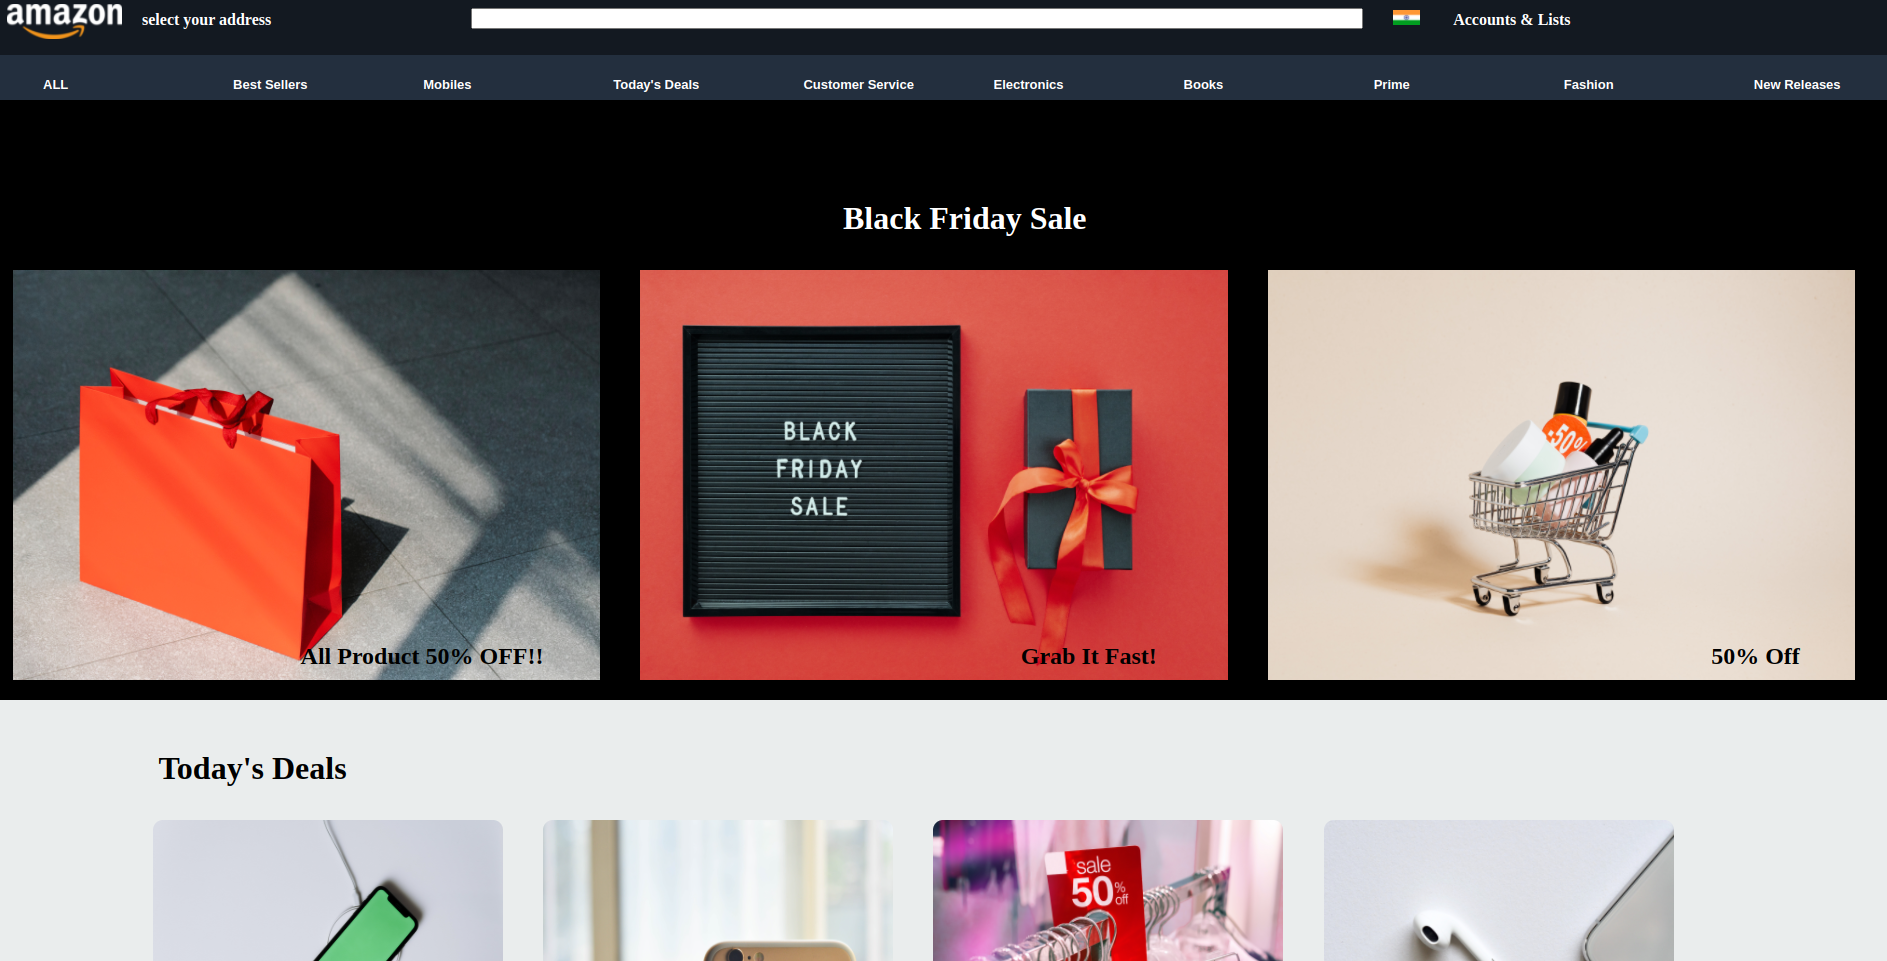 amazon
select your address
Accounts & Lists
ALL
Best Sellers
Mobiles
Today's Deals
Customer Service
Electronics
Books
Prime
Fashion
New Releases
Black Friday Sale
BLACK
FRIDAY
SALE
-50%
All Product 50% OFF!!
Grab It Fast!
50% Off
Today's Deals
sale
50% off